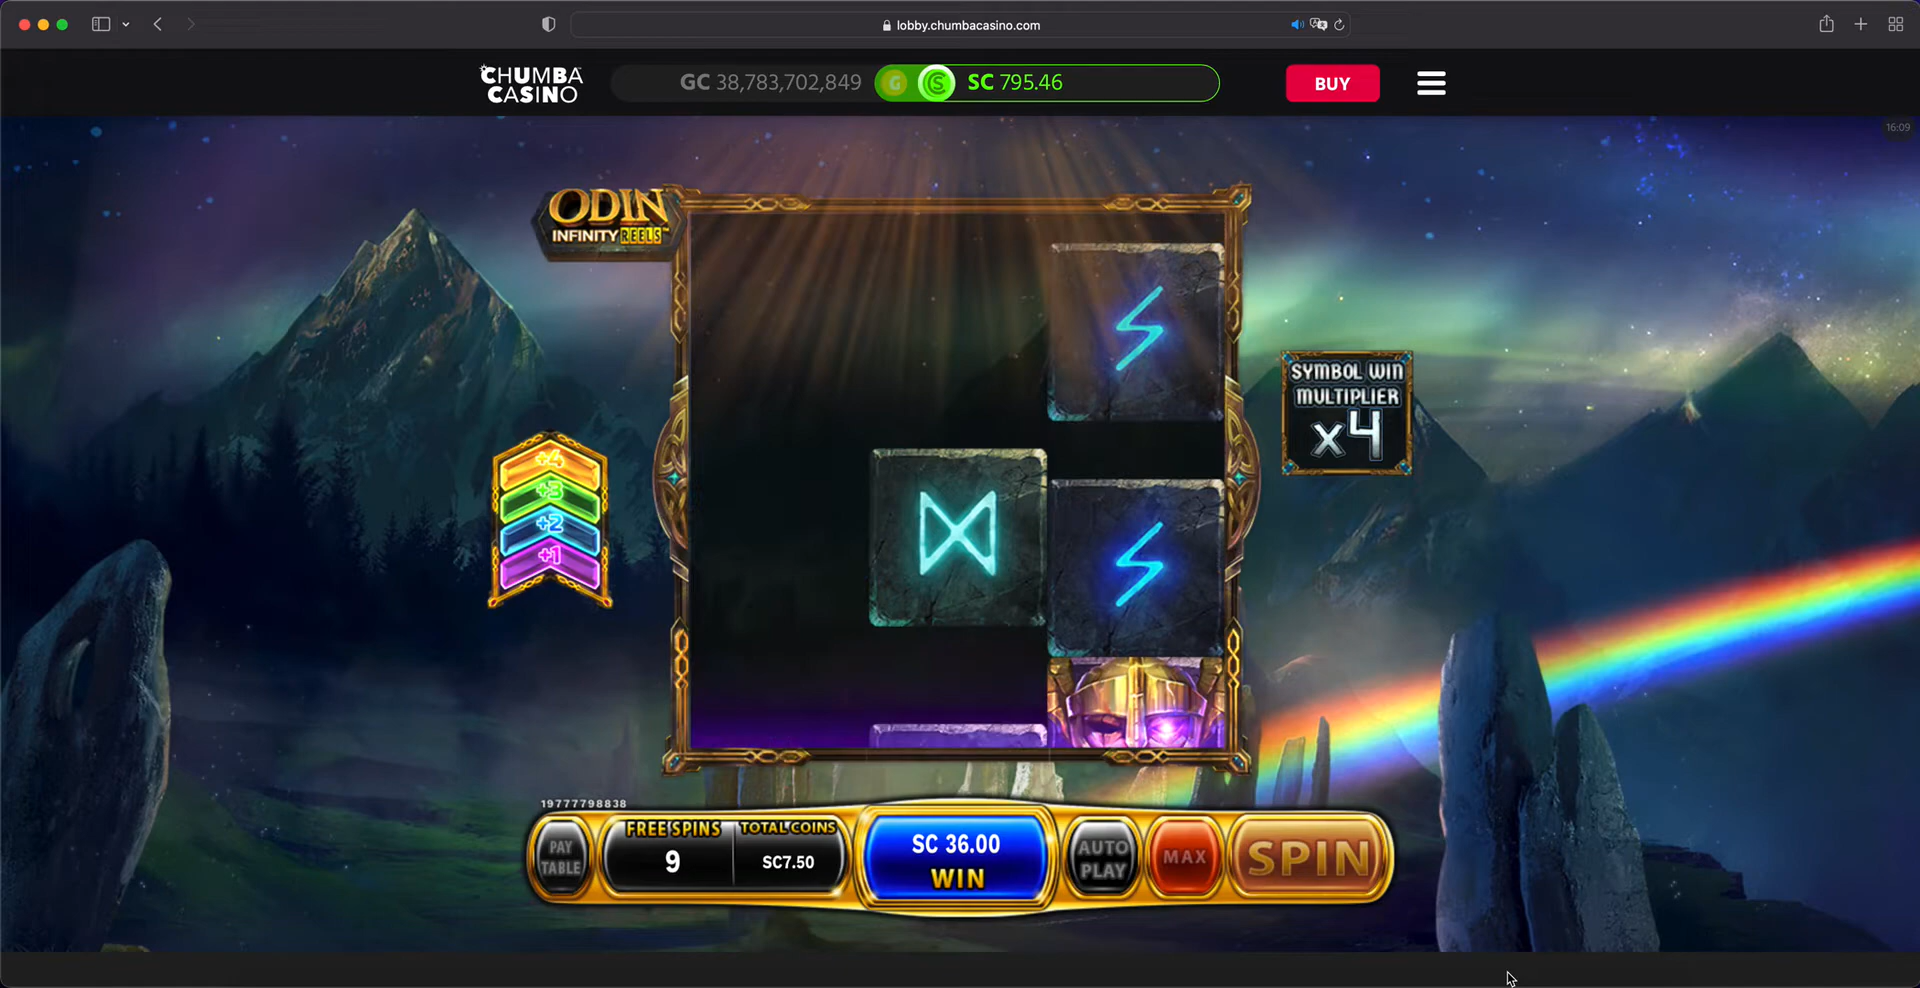 lobby.chumbacasino.com
CHUMBA
CASINO
GC 38,783,702,849
G
S
SC 795.46
BUY
16:09
ODIN
INFINITY REELS™
SYMBOL WIN
MULTIPLIER
x4
+4
+3
+2
+1
19777798838
PAY
TABLE
FREE SPINS
9
TOTAL COINS
SC7.50
SC 36.00
WIN
AUTO
PLAY
MAX
SPIN